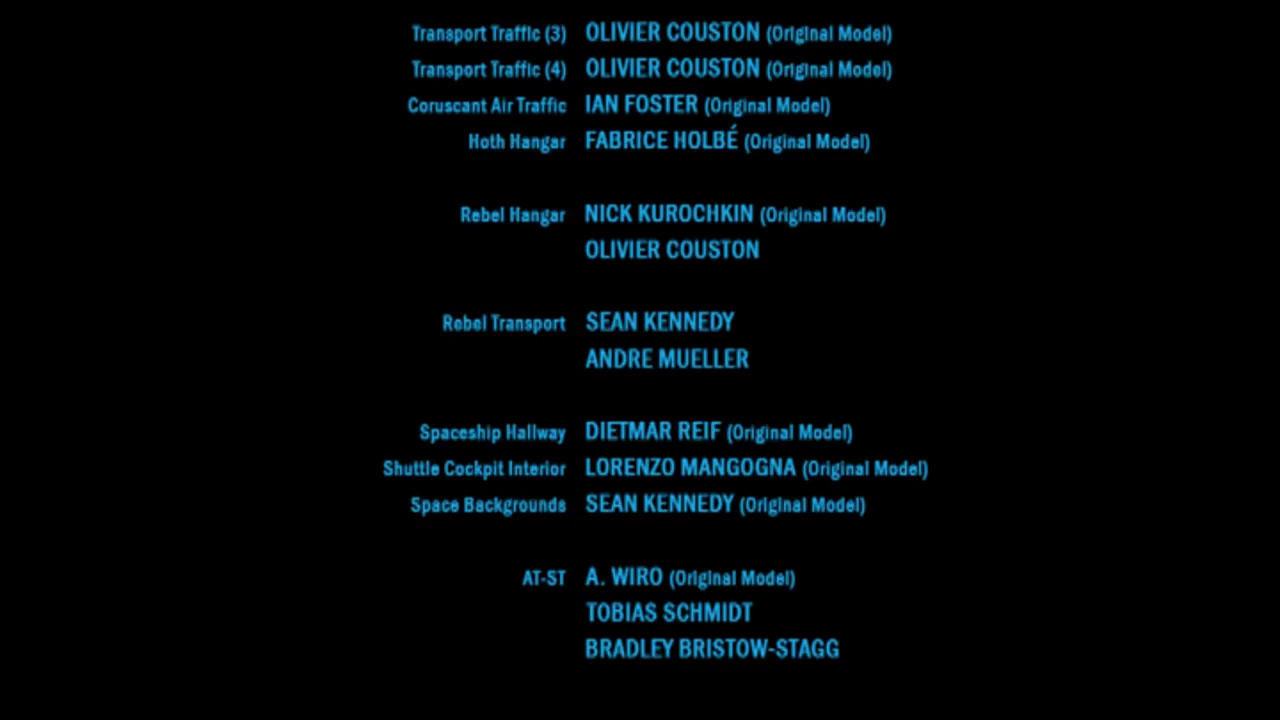 Transport Traffic (3) OLIVIER COUSTON (Original Model)
Transport Traffic (4) OLIVIER COUSTON (Original Model)
Coruscant Air Traffic IAN FOSTER (Original Model)
Hoth Hangar FABRICE HOLBÉ (Original Model)
Rebel Hangar NICK KUROCHKIN (Original Model)
OLIVIER COUSTON
Rebel Transport SEAN KENNEDY
ANDRE MUELLER
Spaceship Hallway DIETMAR REIF (Original Model)
Shuttle Cockpit Interior LORENZO MANGOGNA (Original Model)
Space Backgrounds SEAN KENNEDY (Original Model)
AT-ST A. WIRO (Original Model)
TOBIAS SCHMIDT
BRADLEY BRISTOW-STAGG